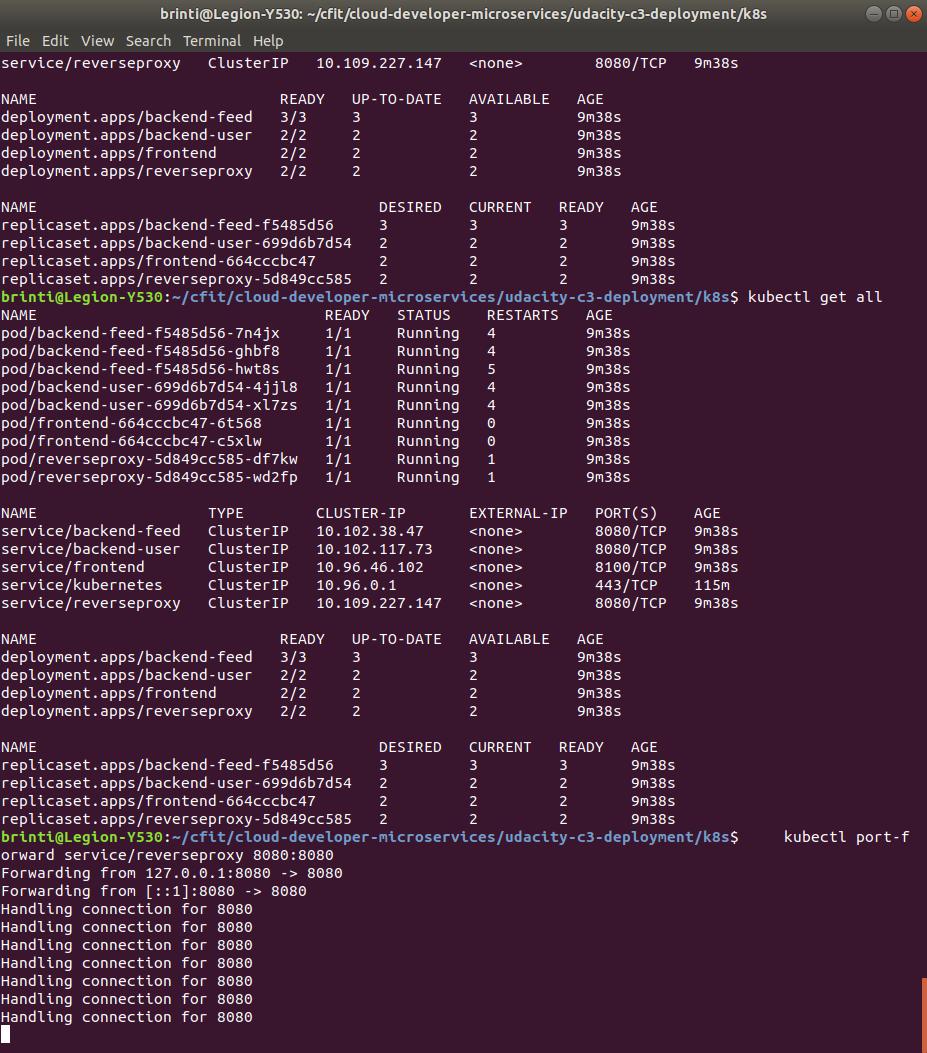 brinti@Legion-Y530: ~/cfit/cloud-developer-microservices/udacity-c3-deployment/k8s
File Edit View Search Terminal Help
service/reverseproxy   ClusterIP   10.109.227.147   <none>        8080/TCP   9m38s

NAME                           READY   UP-TO-DATE   AVAILABLE   AGE
deployment.apps/backend-feed   3/3     3            3           9m38s
deployment.apps/backend-user   2/2     2            2           9m38s
deployment.apps/frontend       2/2     2            2           9m38s
deployment.apps/reverseproxy   2/2     2            2           9m38s

NAME                                      DESIRED   CURRENT   READY   AGE
replicaset.apps/backend-feed-f5485d56     3         3         3       9m38s
replicaset.apps/backend-user-699d6b7d54   2         2         2       9m38s
replicaset.apps/frontend-664cccbc47       2         2         2       9m38s
replicaset.apps/reverseproxy-5d849cc585   2         2         2       9m38s
brinti@Legion-Y530:~/cfit/cloud-developer-microservices/udacity-c3-deployment/k8s$ kubectl get all
NAME                                READY   STATUS    RESTARTS   AGE
pod/backend-feed-f5485d56-7n4jx     1/1     Running   4          9m38s
pod/backend-feed-f5485d56-ghbf8     1/1     Running   4          9m38s
pod/backend-feed-f5485d56-hwt8s     1/1     Running   5          9m38s
pod/backend-user-699d6b7d54-4jjl8   1/1     Running   4          9m38s
pod/backend-user-699d6b7d54-xl7zs   1/1     Running   4          9m38s
pod/frontend-664cccbc47-6t568       1/1     Running   0          9m38s
pod/frontend-664cccbc47-c5xlw       1/1     Running   0          9m38s
pod/reverseproxy-5d849cc585-df7kw   1/1     Running   1          9m38s
pod/reverseproxy-5d849cc585-wd2fp   1/1     Running   1          9m38s

NAME                   TYPE        CLUSTER-IP       EXTERNAL-IP   PORT(S)    AGE
service/backend-feed   ClusterIP   10.102.38.47     <none>        8080/TCP   9m38s
service/backend-user   ClusterIP   10.102.117.73    <none>        8080/TCP   9m38s
service/frontend       ClusterIP   10.96.46.102     <none>        8100/TCP   9m38s
service/kubernetes     ClusterIP   10.96.0.1        <none>        443/TCP    115m
service/reverseproxy   ClusterIP   10.109.227.147   <none>        8080/TCP   9m38s

NAME                           READY   UP-TO-DATE   AVAILABLE   AGE
deployment.apps/backend-feed   3/3     3            3           9m38s
deployment.apps/backend-user   2/2     2            2           9m38s
deployment.apps/frontend       2/2     2            2           9m38s
deployment.apps/reverseproxy   2/2     2            2           9m38s

NAME                                      DESIRED   CURRENT   READY   AGE
replicaset.apps/backend-feed-f5485d56     3         3         3       9m38s
replicaset.apps/backend-user-699d6b7d54   2         2         2       9m38s
replicaset.apps/frontend-664cccbc47       2         2         2       9m38s
replicaset.apps/reverseproxy-5d849cc585   2         2         2       9m38s
brinti@Legion-Y530:~/cfit/cloud-developer-microservices/udacity-c3-deployment/k8s$     kubectl port-f
orward service/reverseproxy 8080:8080
Forwarding from 127.0.0.1:8080 -> 8080
Forwarding from [::1]:8080 -> 8080
Handling connection for 8080
Handling connection for 8080
Handling connection for 8080
Handling connection for 8080
Handling connection for 8080
Handling connection for 8080
Handling connection for 8080